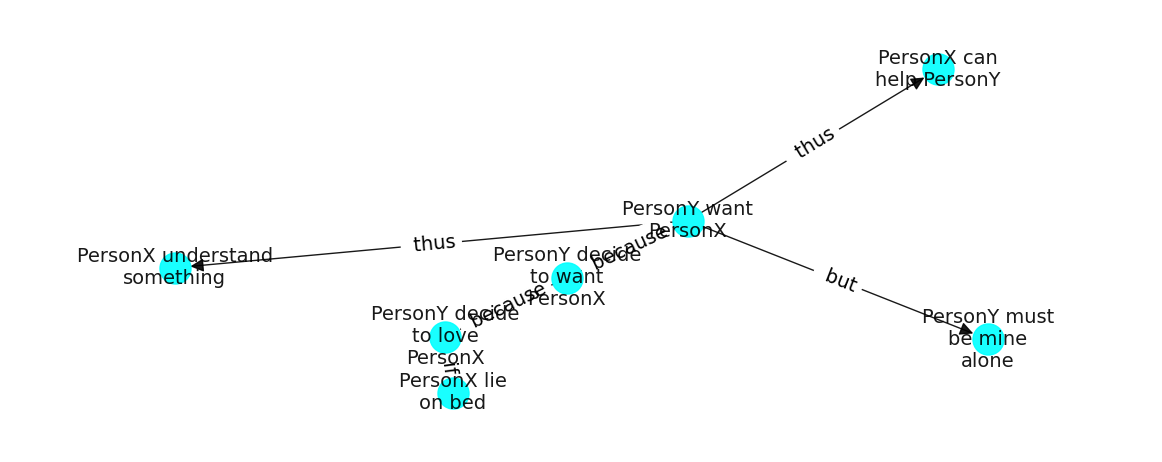 PersonX can
help PersonY
thus
PersonY want
PersonX
because
thus
PersonX understand
something
PersonY decide
to want
PersonX
but
because
PersonY decide
to love
PersonX
PersonY must
be mine
alone
if
PersonX lie
on bed